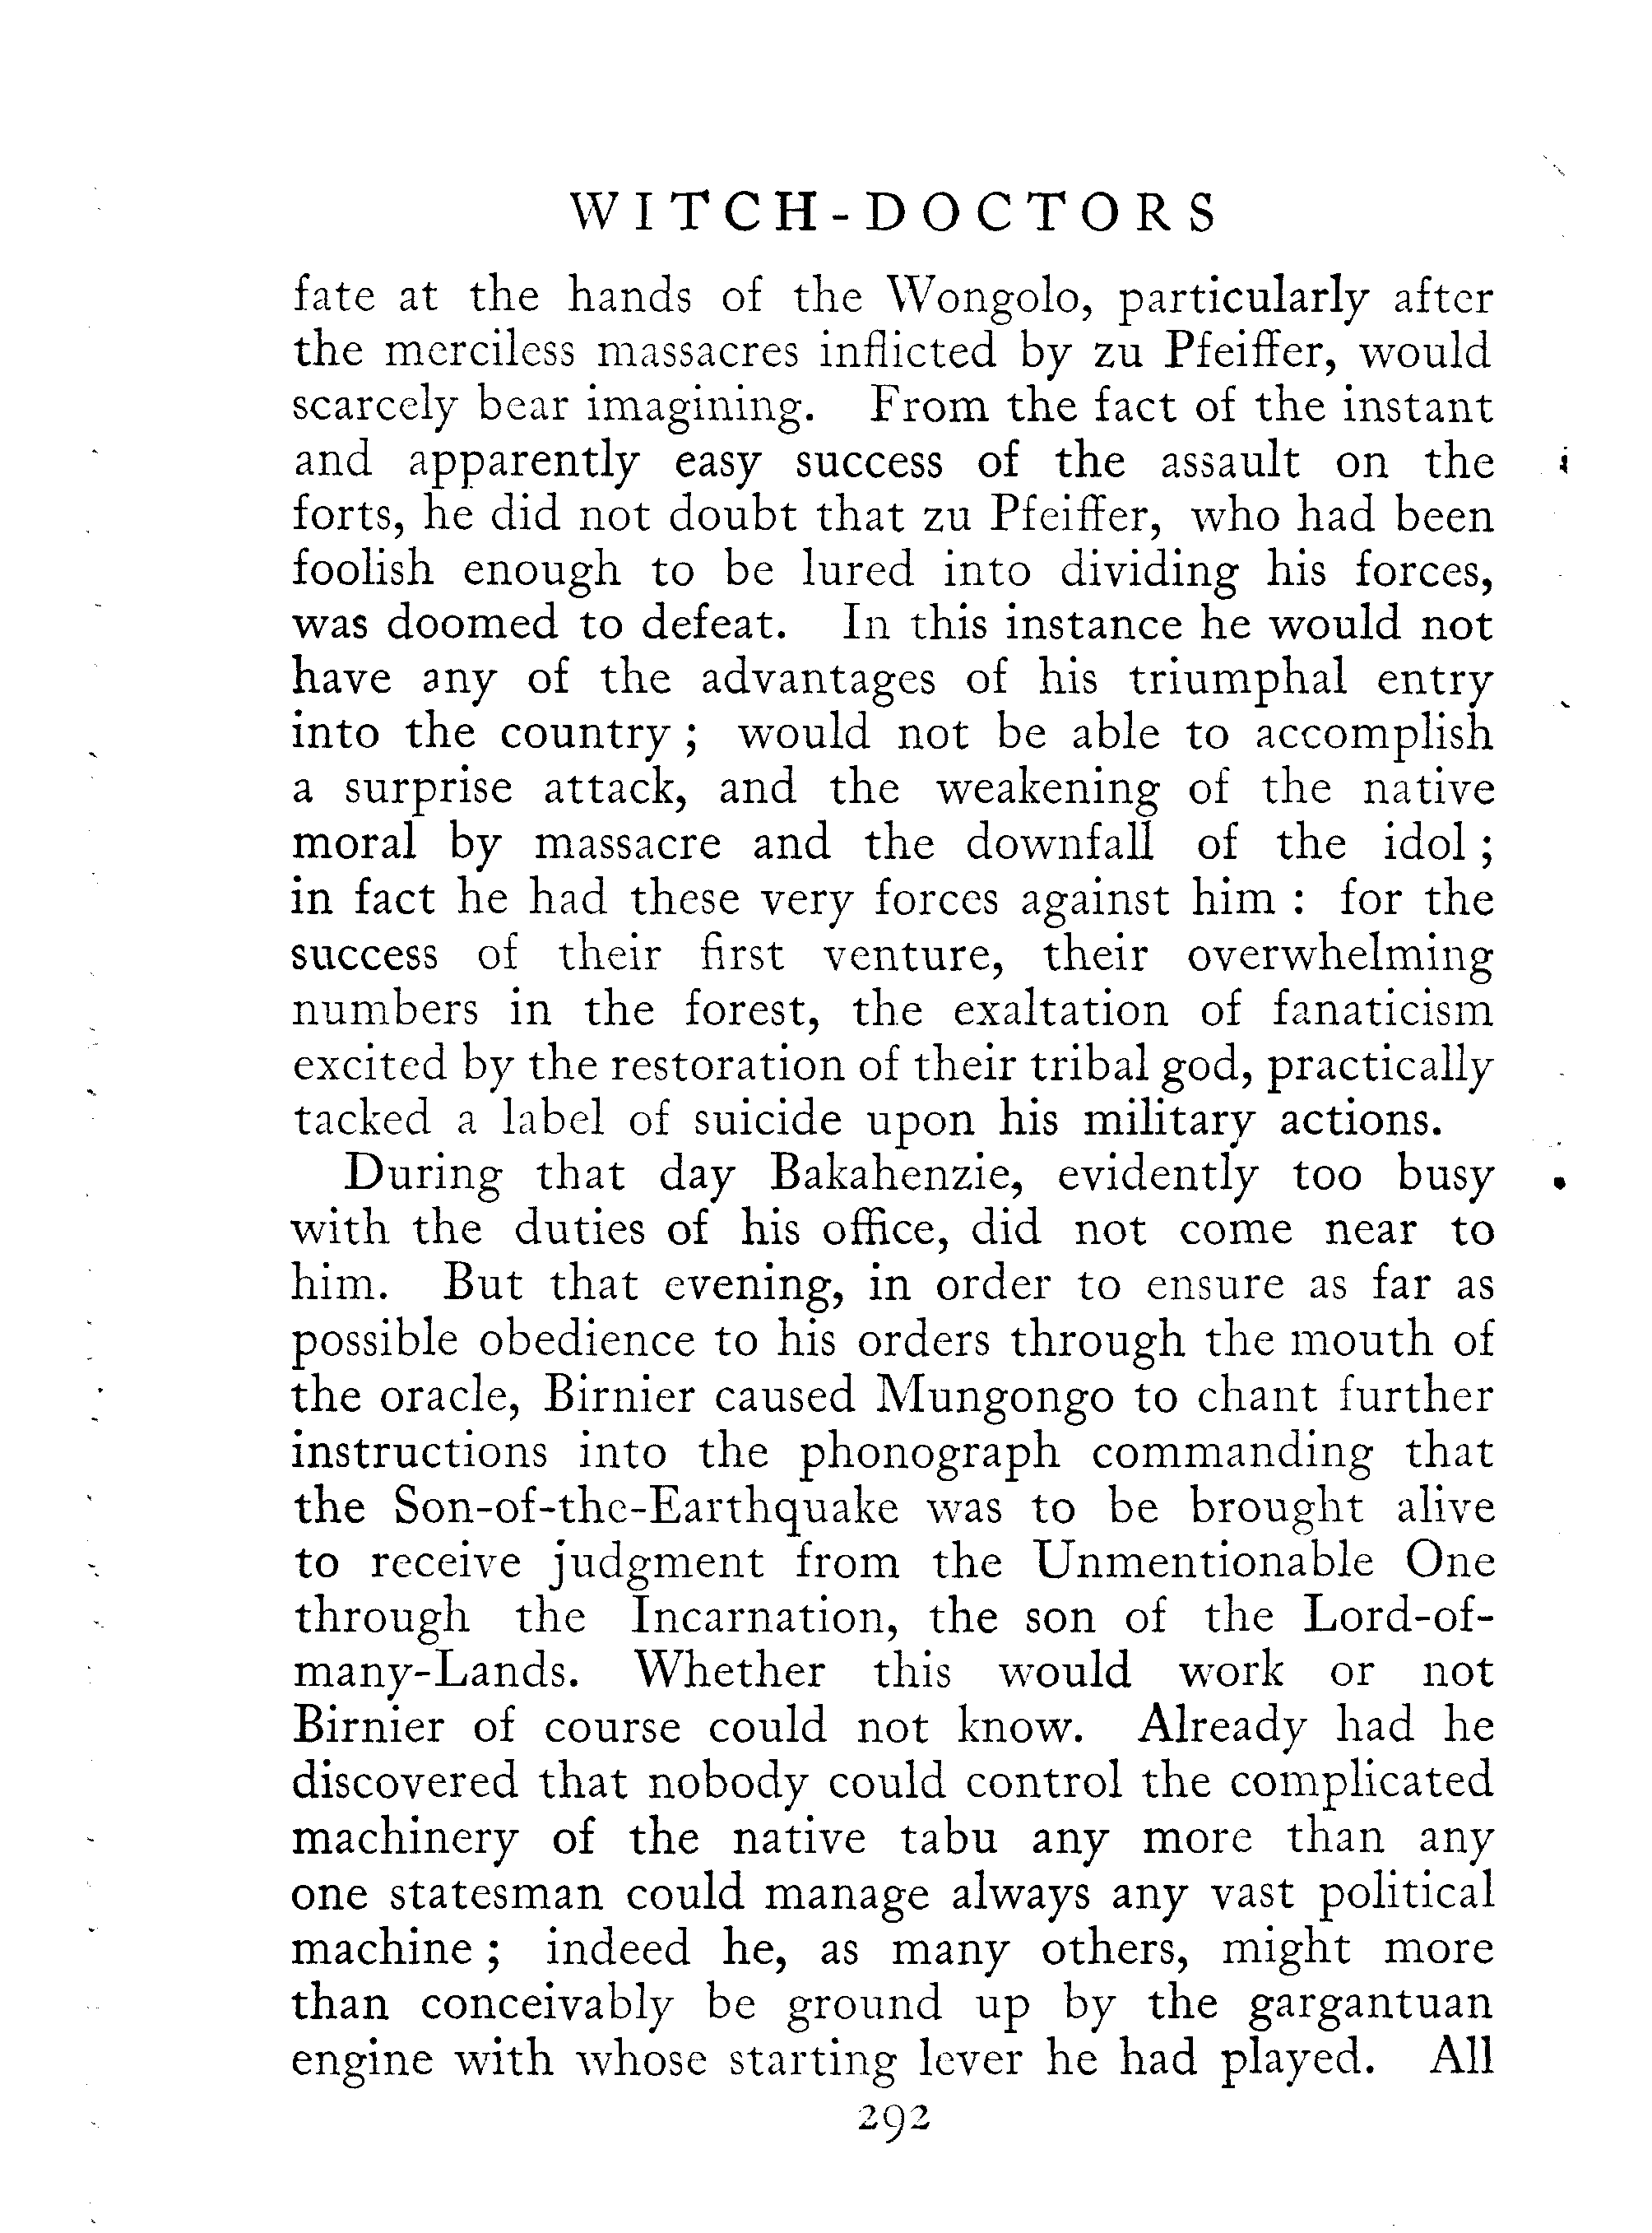 WITCH-DOCTORS
fate at the hands of the Wongolo, particularly after
the merciless massacres inflicted by zu Pfeiffer, would
scarcely bear imagining. From the fact of the instant
and apparently easy success of the assault on the
forts, he did not doubt that zu Pfeiffer, who had been
foolish enough to be lured into dividing his forces,
was doomed to defeat. In this instance he would not
have any of the advantages of his triumphal entry
into the country ; would not be able to accomplish
a surprise attack, and the weakening of the native
moral by massacre and the downfall of the idol ;
in fact he had these very forces against him : for the
success of their first venture, their overwhelming
numbers in the forest, the exaltation of fanaticism
excited by the restoration of their tribal god, practically
tacked a label of suicide upon his military actions.
During that day Bakahenzie, evidently too busy
with the duties of his office, did not come near to
him. But that evening, in order to ensure as far as
possible obedience to his orders through the mouth of
the oracle, Birnier caused Mungongo to chant further
instructions into the phonograph commanding that
the Son-of-the-Earthquake was to be brought alive
to receive judgment from the Unmentionable One
through the Incarnation, the son of the Lord-of-
many-Lands. Whether this would work or not
Birnier of course could not know. Already had he
discovered that nobody could control the complicated
machinery of the native tabu any more than any
one statesman could manage always any vast political
machine ; indeed he, as many others, might more
than conceivably be ground up by the gargantuan
engine with whose starting lever he had played. All
292